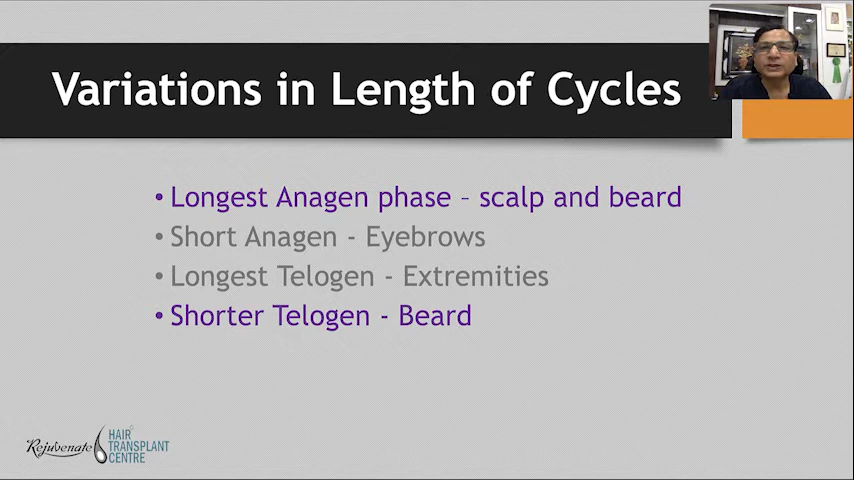 Variations in Length of Cycles
• Longest Anagen phase – scalp and beard
• Short Anagen - Eyebrows
• Longest Telogen - Extremities
• Shorter Telogen - Beard
Rejuvenate
HAIR
TRANSPLANT
CENTRE